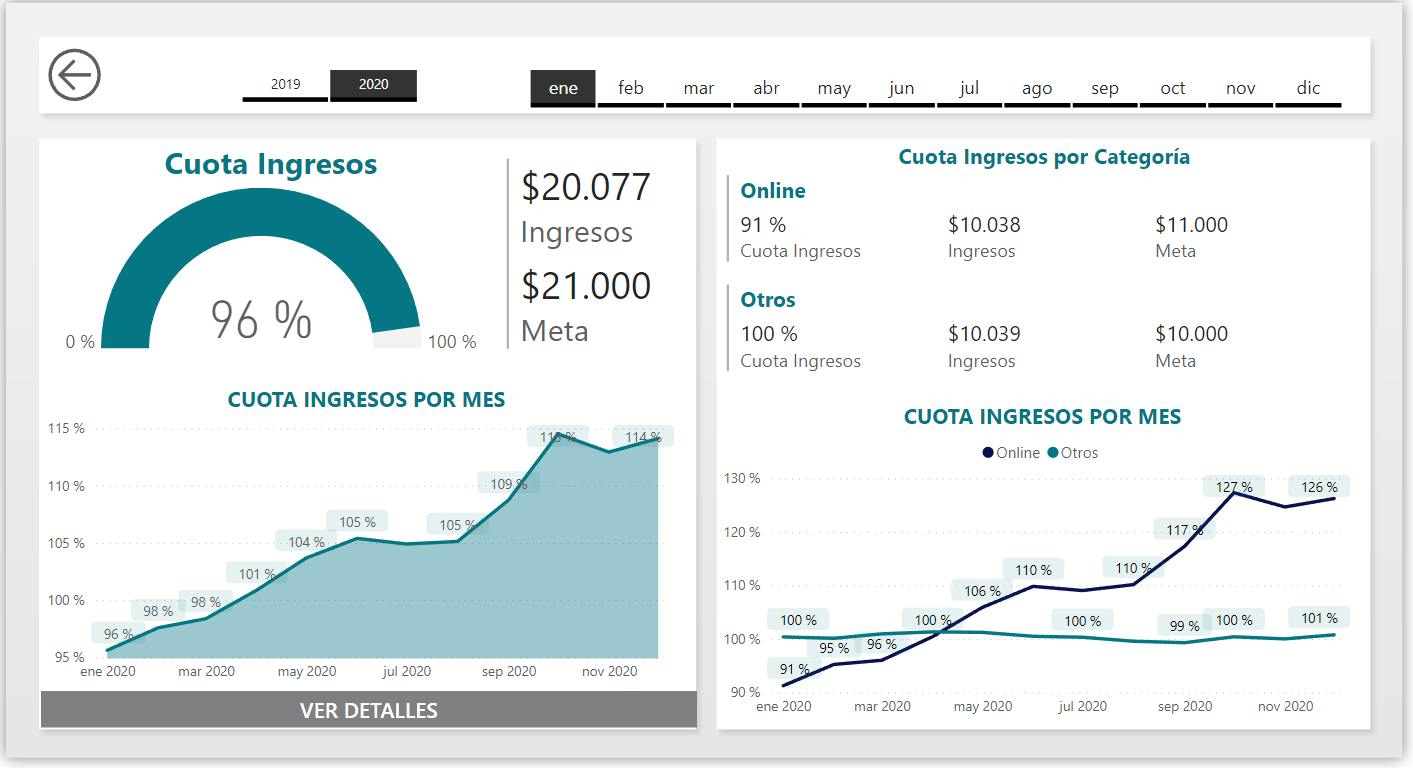 2019 2020 ene feb mar abr may jun jul ago sep oct nov dic
Cuota Ingresos
96 %
0 % 100 %
$20.077
Ingresos
$21.000
Meta
CUOTA INGRESOS POR MES
115 %
110 %
105 %
100 %
95 %
96 % 98 % 98 % 101 % 104 % 105 % 105 % 109 % 114 %
ene 2020 mar 2020 may 2020 jul 2020 sep 2020 nov 2020
VER DETALLES
Cuota Ingresos por Categoría
Online
91 % $10.038 $11.000
Cuota Ingresos Ingresos Meta
Otros
100 % $10.039 $10.000
Cuota Ingresos Ingresos Meta
CUOTA INGRESOS POR MES
Online Otros
130 %
120 %
110 %
100 %
90 %
127 % 126 %
117 %
110 % 110 %
106 %
100 % 100 % 100 % 99 % 100 % 101 %
95 % 96 %
91 %
ene 2020 mar 2020 may 2020 jul 2020 sep 2020 nov 2020